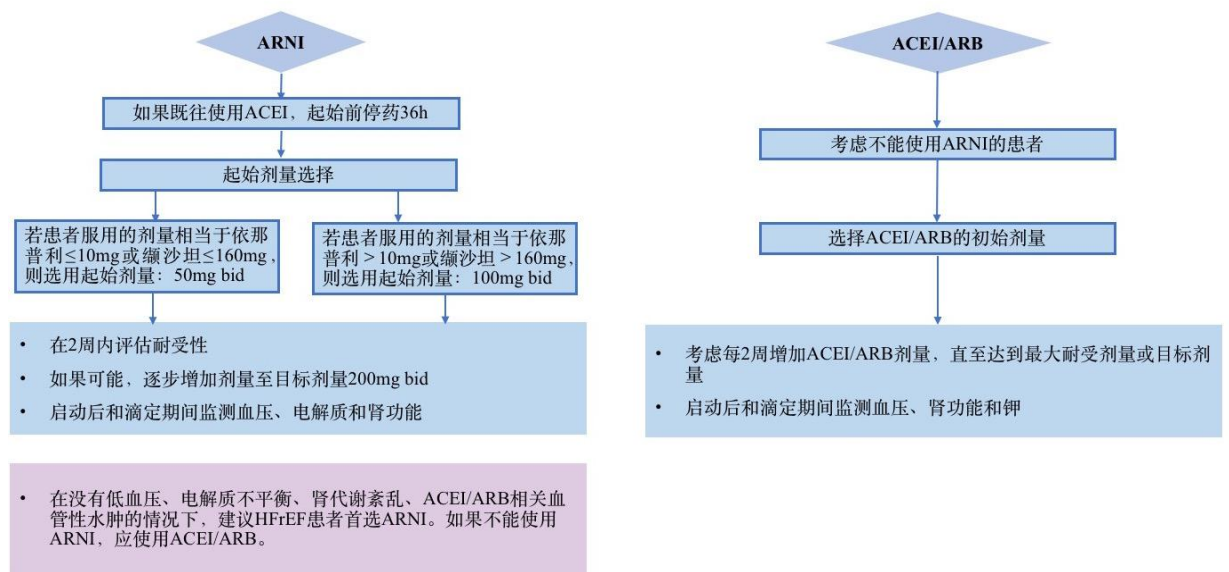 ARNI
如果既往使用ACEI，起始前停药36h
起始剂量选择
若患者服用的剂量相当于依那
普利≤10mg或缬沙坦≤160mg，
则选用起始剂量：50mg bid
若患者服用的剂量相当于依那
普利＞10mg或缬沙坦＞160mg，
则选用起始剂量：100mg bid
• 在2周内评估耐受性
• 如果可能，逐步增加剂量至目标剂量200mg bid
• 启动后和滴定期间监测血压、电解质和肾功能
• 在没有低血压、电解质不平衡、肾代谢紊乱、ACEI/ARB相关血
管性水肿的情况下，建议HFrEF患者首选ARNI。如果不能使用
ARNI，应使用ACEI/ARB。
ACEI/ARB
考虑不能使用ARNI的患者
选择ACEI/ARB的初始剂量
• 考虑每2周增加ACEI/ARB剂量，直至达到最大耐受剂量或目标剂
量
• 启动后和滴定期间监测血压、肾功能和钾